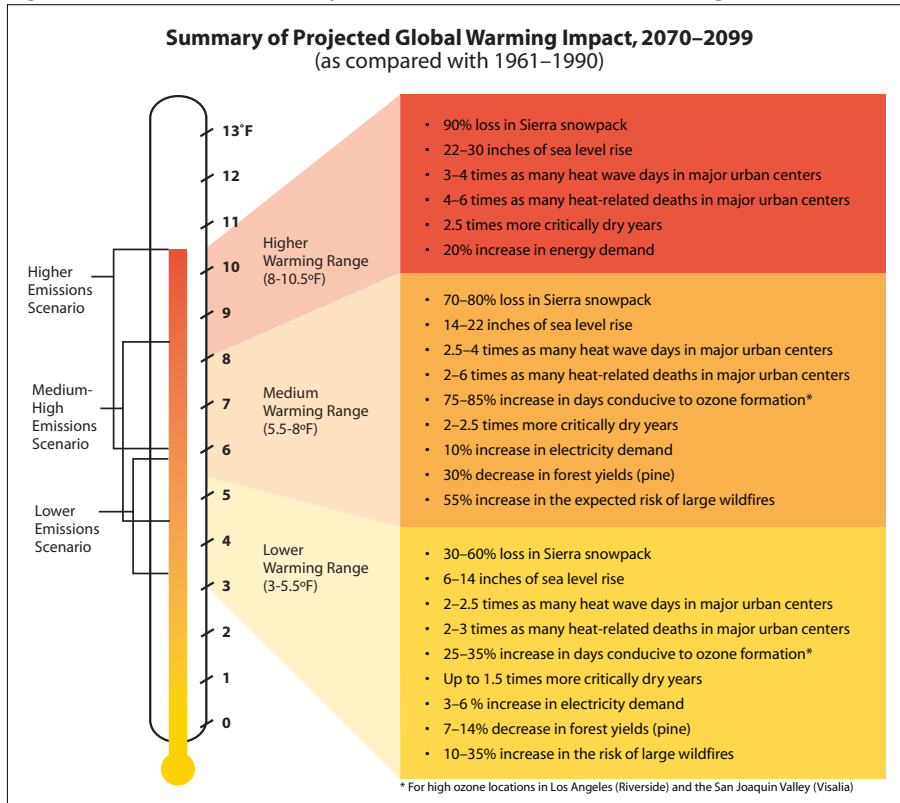 Summary of Projected Global Warming Impact, 2070–2099
(as compared with 1961–1990)
13˚F
12
11
10
9
8
7
6
5
4
3
2
1
0
Higher
Emissions
Scenario
Medium-
High
Emissions
Scenario
Lower
Emissions
Scenario
Higher
Warming Range
(8-10.5ºF)
Medium
Warming Range
(5.5-8ºF)
Lower
Warming Range
(3-5.5ºF)
• 90% loss in Sierra snowpack
• 22–30 inches of sea level rise
• 3–4 times as many heat wave days in major urban centers
• 4–6 times as many heat-related deaths in major urban centers
• 2.5 times more critically dry years
• 20% increase in energy demand
• 70–80% loss in Sierra snowpack
• 14–22 inches of sea level rise
• 2.5–4 times as many heat wave days in major urban centers
• 2–6 times as many heat-related deaths in major urban centers
• 75–85% increase in days conducive to ozone formation*
• 2–2.5 times more critically dry years
• 10% increase in electricity demand
• 30% decrease in forest yields (pine)
• 55% increase in the expected risk of large wildfires
• 30–60% loss in Sierra snowpack
• 6–14 inches of sea level rise
• 2–2.5 times as many heat wave days in major urban centers
• 2–3 times as many heat-related deaths in major urban centers
• 25–35% increase in days conducive to ozone formation*
• Up to 1.5 times more critically dry years
• 3–6 % increase in electricity demand
• 7–14% decrease in forest yields (pine)
• 10–35% increase in the risk of large wildfires
* For high ozone locations in Los Angeles (Riverside) and the San Joaquin Valley (Visalia)